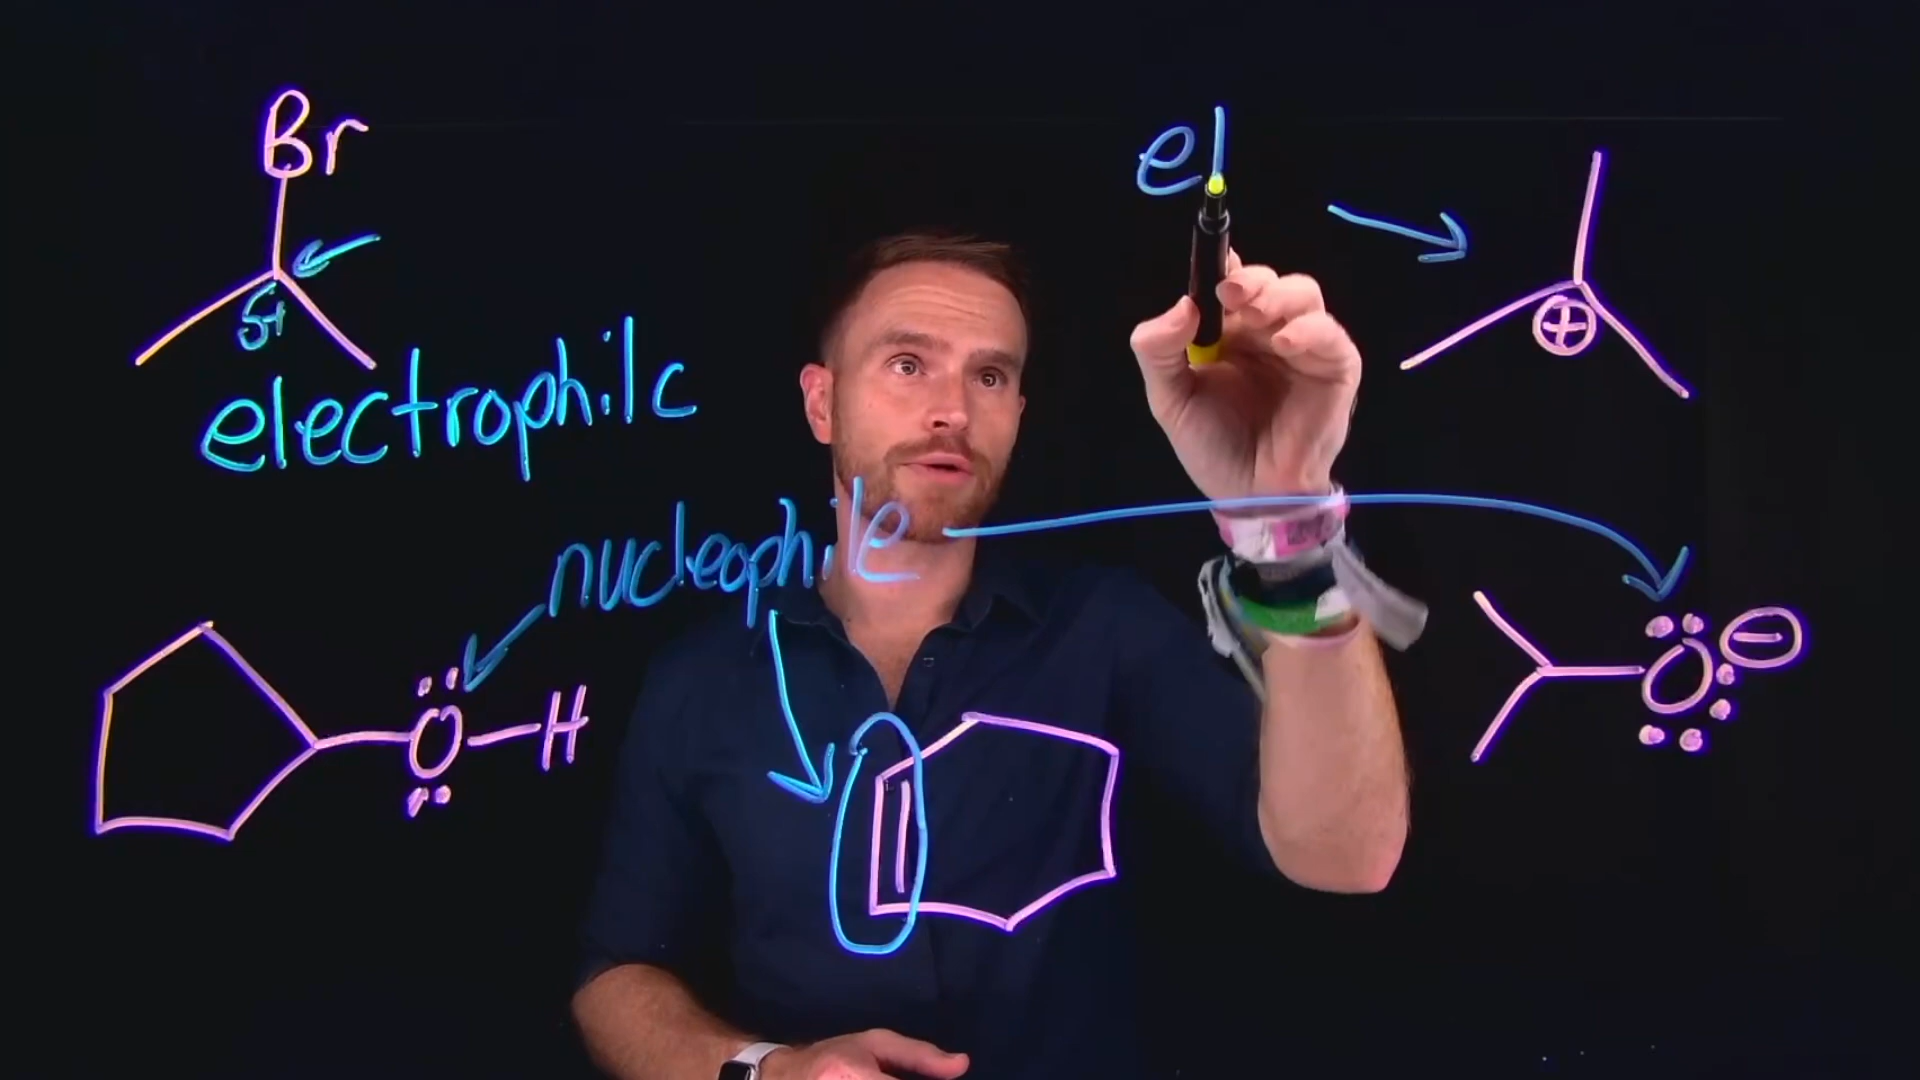 Br
el
δ+
⊕
electrophilc
nucleophile
O-H
O ⊖